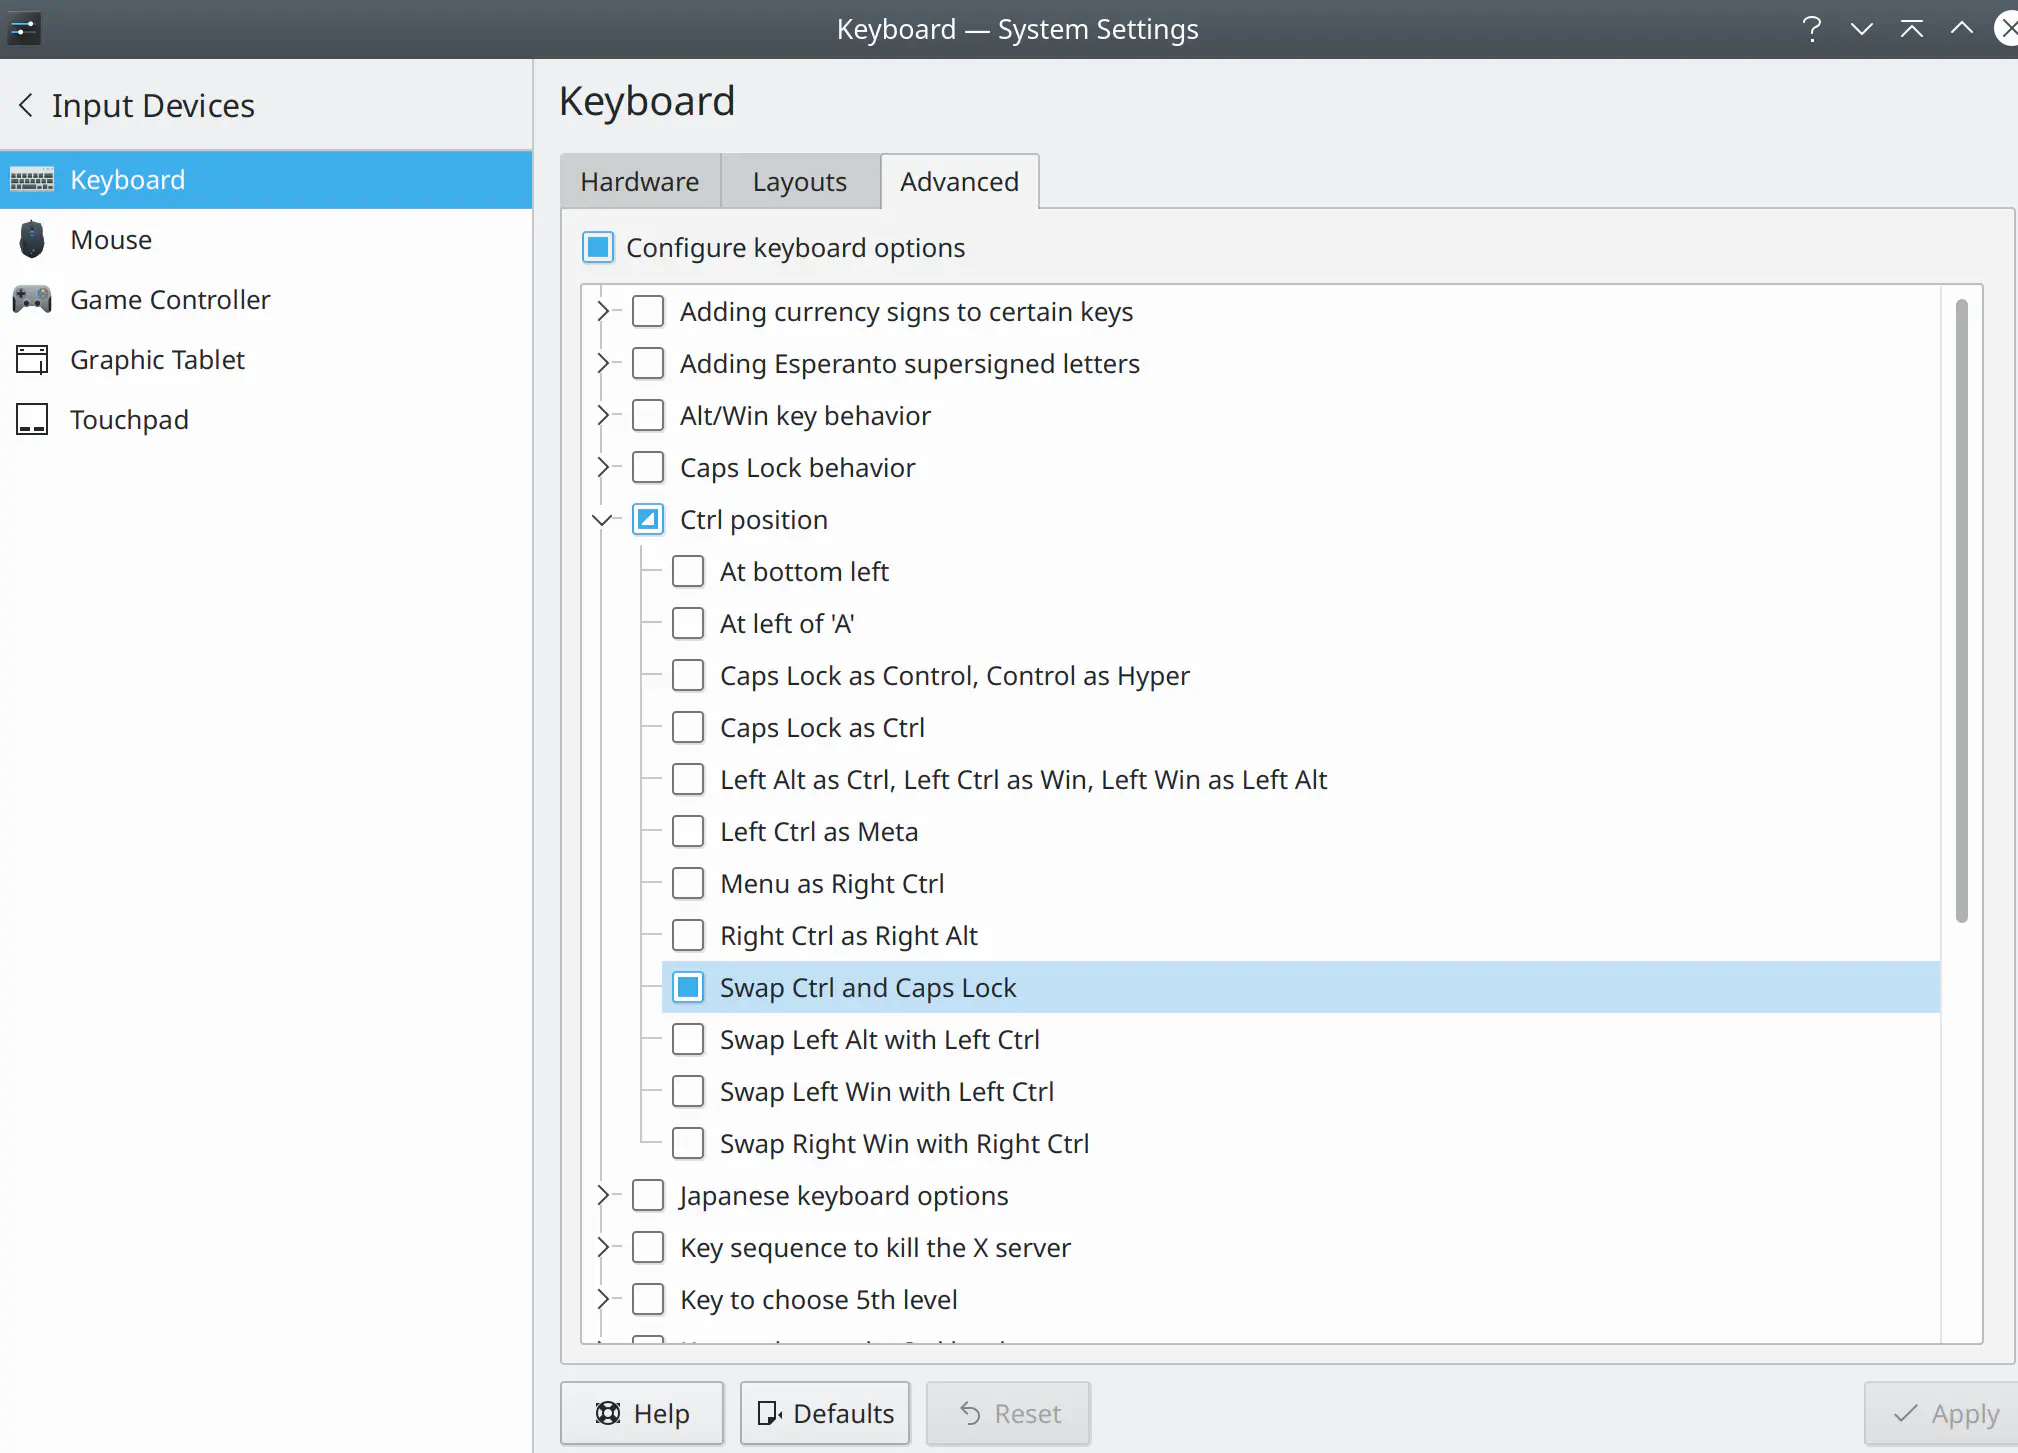 Keyboard — System Settings
Input Devices
Keyboard
Mouse
Game Controller
Graphic Tablet
Touchpad
Keyboard
Hardware
Layouts
Advanced
Configure keyboard options
Adding currency signs to certain keys
Adding Esperanto supersigned letters
Alt/Win key behavior
Caps Lock behavior
Ctrl position
At bottom left
At left of 'A'
Caps Lock as Control, Control as Hyper
Caps Lock as Ctrl
Left Alt as Ctrl, Left Ctrl as Win, Left Win as Left Alt
Left Ctrl as Meta
Menu as Right Ctrl
Right Ctrl as Right Alt
Swap Ctrl and Caps Lock
Swap Left Alt with Left Ctrl
Swap Left Win with Left Ctrl
Swap Right Win with Right Ctrl
Japanese keyboard options
Key sequence to kill the X server
Key to choose 5th level
Help
Defaults
Reset
Apply